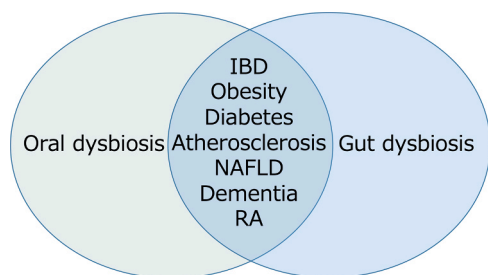 IBD
Obesity
Diabetes
Oral dysbiosis Atherosclerosis Gut dysbiosis
NAFLD
Dementia
RA